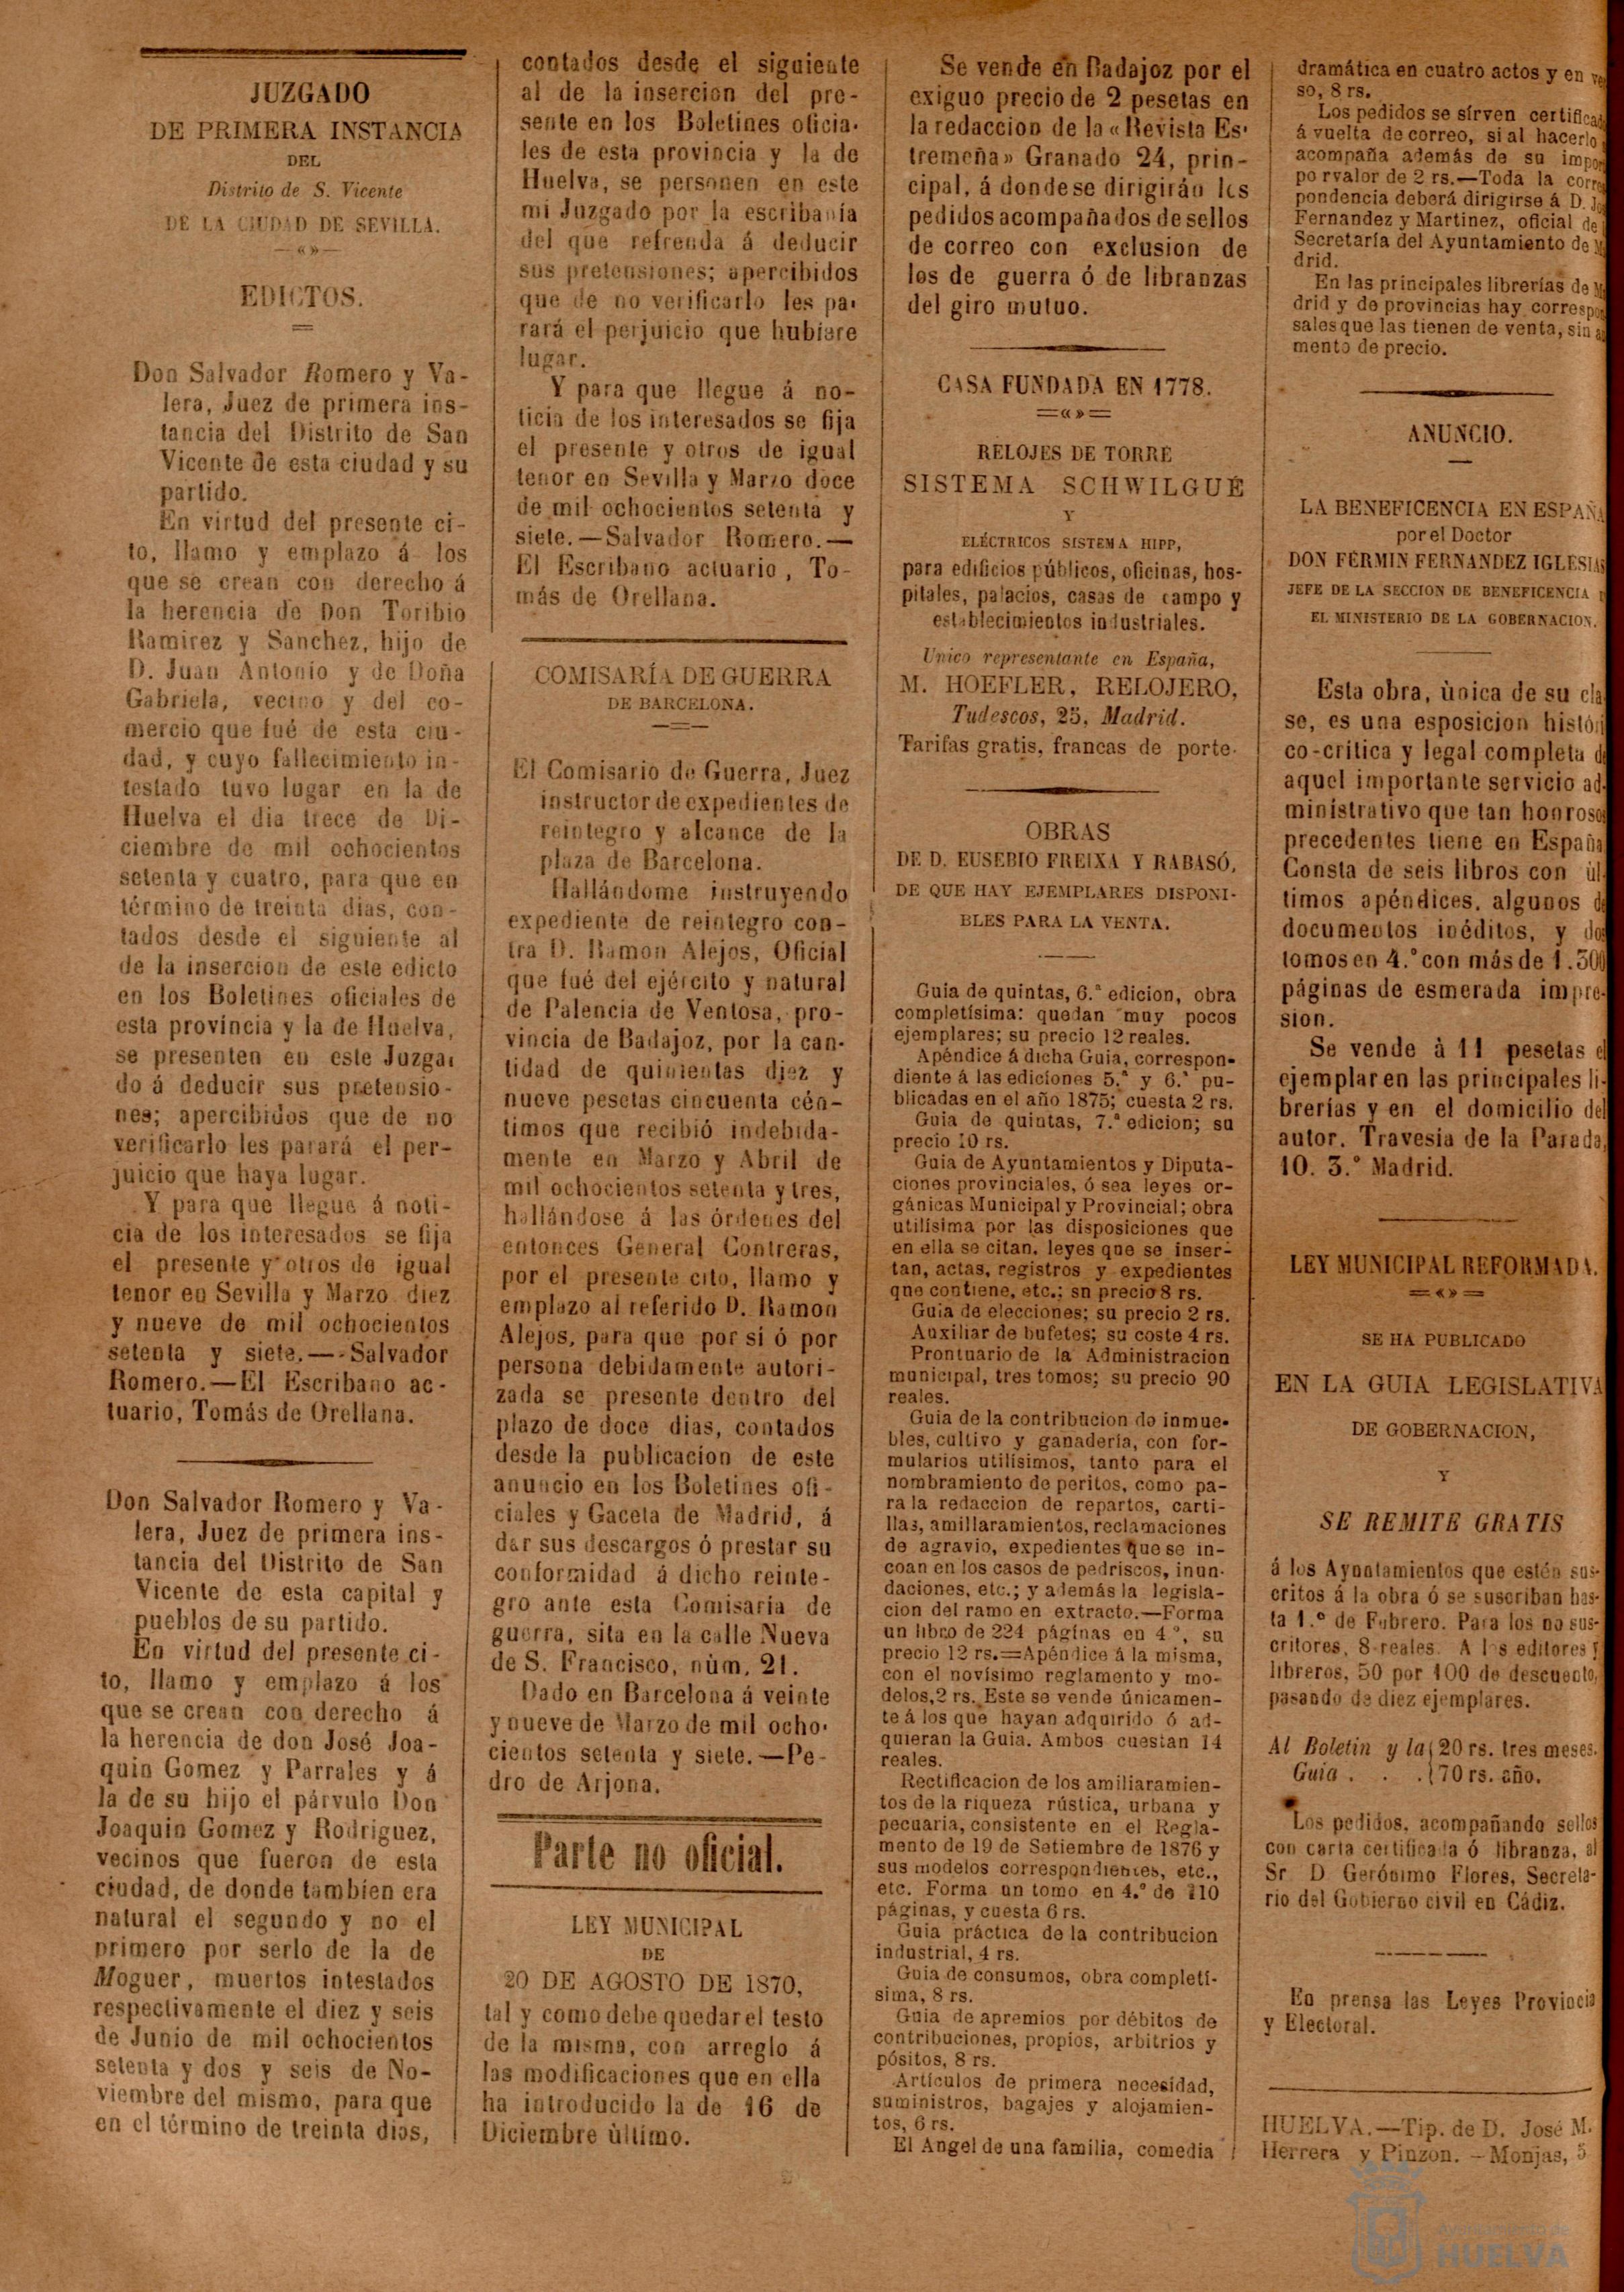 JUZGADO
DE PRIMERA INSTANCIA
DEL
Distrito de S. Vicente
DE LA CIUDAD DE SEVILLA.
—«»—
EDICTOS.
Don Salvador Romero y Va-
lera, Juez de primera ins-
tancia del Distrito de San
Vicente de esta ciudad y su
partido.
En virtud del presente ci-
to, llamo y emplazo á los
que se crean con derecho á
la herencia de Don Toribio
Ramirez y Sanchez, hijo de
D. Juan Antonio y de Doña
Gabriela, vecino y del co-
mercio que fué de esta ciu-
dad, y cuyo fallecimiento in-
testado tuvo lugar en la de
Huelva el dia trece de Di-
ciembre de mil ochocientos
setenta y cuatro, para que en
término de treinta dias, con-
tados desde el siguiente al
de la insercion de este edicto
en los Boletines oficiales de
esta provincia y la de Huelva,
se presenten en este Juzga-
do á deducir sus pretensio-
nes; apercibidos que de no
verificarlo les parará el per-
juicio que haya lugar.
Y para que llegue á noti-
cia de los interesados se fija
el presente y otros de igual
tenor en Sevilla y Marzo diez
y nueve de mil ochocientos
setenta y siete.—-Salvador
Romero.—El Escribano ac-
tuario, Tomás de Orellana.
Don Salvador Romero y Va-
lera, Juez de primera ins-
tancia del Distrito de San
Vicente de esta capital y
pueblos de su partido.
En virtud del presente ci-
to, llamo y emplazo á los
que se crean con derecho á
la herencia de don José Joa-
quin Gomez y Parrales y á
la de su hijo el párvulo Don
Joaquin Gomez y Rodriguez,
vecinos que fueron de esta
ciudad, de donde tambien era
natural el segundo y no el
primero por serlo de la de
Moguer, muertos intestados
respectivamente el diez y seis
de Junio de mil ochocientos
setenta y dos y seis de No-
viembre del mismo, para que
en el término de treinta dias,
contados desde el siguiente
al de la insercion del pre-
sente en los Boletines oficia-
les de esta provincia y la de
Huelva, se personen en este
mi Juzgado por la escribanía
del que refrenda á deducir
sus pretensiones; apercibidos
que de no verificarlo les pa-
rará el perjuicio que hubiere
lugar.
Y para que llegue á no-
ticia de los interesados se fija
el presente y otros de igual
tenor en Sevilla y Marzo doce
de mil ochocientos setenta y
siete.—Salvador Romero.—
El Escribano actuario, To-
más de Orellana.
COMISARÍA DE GUERRA
DE BARCELONA.
El Comisario de Guerra, Juez
instructor de expedientes de
reintegro y alcance de la
plaza de Barcelona.
Hallándome instruyendo
expediente de reintegro con-
tra D. Ramon Alejos, Oficial
que fué del ejército y natural
de Palencia de Ventosa, pro-
vincia de Badajoz, por la can-
tidad de quinientas diez y
nueve pesetas cincuenta cén-
timos que recibió indebida-
mente en Marzo y Abril de
mil ochocientos setenta y tres,
hallándose á las órdenes del
entonces General Contreras,
por el presente cito, llamo y
emplazo al referido D. Ramon
Alejos, para que por sí ó por
persona debidamente autori-
zada se presente dentro del
plazo de doce dias, contados
desde la publicacion de este
anuncio en los Boletines ofi-
ciales y Gaceta de Madrid, á
dar sus descargos ó prestar su
conformidad á dicho reinte-
gro ante esta Comisaria de
guerra, sita en la calle Nueva
de S. Francisco, núm. 21.
Dado en Barcelona á veinte
y nueve de Marzo de mil ocho-
cientos setenta y siete.—Pe-
dro de Arjona.
Parte no oficial.
LEY MUNICIPAL
DE
20 DE AGOSTO DE 1870,
tal y como debe quedar el testo
de la misma, con arreglo á
las modificaciones que en ella
ha introducido la de 16 de
Diciembre ùltimo.
Se vende en Badajoz por el
exiguo precio de 2 pesetas en
la redaccion de la «Revista Es-
tremeña» Granado 24, prin-
cipal, á donde se dirigirán los
pedidos acompañados de sellos
de correo con exclusion de
los de guerra ó de libranzas
del giro mutuo.
CASA FUNDADA EN 1778.
=«»=
RELOJES DE TORRE
SISTEMA SCHWILGUÉ
Y
ELÉCTRICOS SISTEMA HIPP,
para edificios públicos, oficinas, hos-
pitales, palacios, casas de campo y
establecimientos industriales.
Unico representante en España,
M. HOEFLER, RELOJERO,
Tudescos, 25, Madrid.
Tarifas gratis, francas de porte.
OBRAS
DE D. EUSEBIO FREIXA Y RABASÓ,
DE QUE HAY EJEMPLARES DISPONI-
BLES PARA LA VENTA.
Guia de quintas, 6.ª edicion, obra
completísima: quedan muy pocos
ejemplares; su precio 12 reales.
Apéndice á dicha Guia, correspon-
diente á las ediciones 5.ª y 6.ª pu-
blicadas en el año 1875; cuesta 2 rs.
Guia de quintas, 7.ª edicion; su
precio 10 rs.
Guia de Ayuntamientos y Diputa-
ciones provinciales, ó sea leyes or-
gánicas Municipal y Provincial; obra
utilísima por las disposiciones que
en ella se citan, leyes que se inser-
tan, actas, registros y expedientes
que contiene, etc.; sn precio 8 rs.
Guia de elecciones; su precio 2 rs.
Auxiliar de bufetes; su coste 4 rs.
Prontuario de la Administracion
municipal, tres tomos; su precio 90
reales.
Guia de la contribucion de inmue-
bles, cultivo y ganadería, con for-
mularios utilísimos, tanto para el
nombramiento de peritos, como pa-
ra la redaccion de repartos, carti-
llas, amillaramientos, reclamaciones
de agravio, expedientes que se in-
coan en los casos de pedriscos, inun-
daciones, etc.; y además la legisla-
cion del ramo en extracto.—Forma
un libro de 224 páginas en 4º, su
precio 12 rs.=Apéndice á la misma,
con el novísimo reglamento y mo-
delos, 2 rs. Este se vende únicamen-
te á los que hayan adquirido ó ad-
quieran la Guia. Ambos cuestan 14
reales.
Rectificacion de los amiliaramien-
tos de la riqueza rústica, urbana y
pecuaria, consistente en el Regla-
mento de 19 de Setiembre de 1876 y
sus modelos correspondientes, etc.,
etc. Forma un tomo en 4.º de 110
páginas, y cuesta 6 rs.
Guia práctica de la contribucion
industrial, 4 rs.
Guia de consumos, obra completí-
sima, 8 rs.
Guia de apremios por débitos de
contribuciones, propios, arbitrios y
pósitos, 8 rs.
Artículos de primera necesidad,
suministros, bagajes y alojamien-
tos, 6 rs.
El Angel de una familia, comedia
dramática en cuatro actos y en ve
so, 8 rs.
Los pedidos se sírven certificad
á vuelta de correo, si al hacerlo
acompaña además de su impor
po rvalor de 2 rs.—Toda la corre
pondencia deberá dirigirse á D. Jo
Fernandez y Martinez, oficial de
Secretaría del Ayuntamiento de M
drid.
En las principales librerías de M
drid y de provincias hay correspon
sales que las tienen de venta, sin a
mento de precio.
ANUNCIO.
LA BENEFICENCIA EN ESPAÑA
por el Doctor
DON FERMIN FERNANDEZ IGLESIAS
JEFE DE LA SECCION DE BENEFICENCIA
EL MINISTERIO DE LA GOBERNACION.
Esta obra, única de su cla-
se, es una esposicion históri
co-crítica y legal completa de
aquel importante servicio ad-
ministrativo que tan honrosos
precedentes tiene en España
Consta de seis libros con ùl-
timos apéndices, algunos de
documentos inéditos, y dos
tomos en 4.º con más de 1.300
páginas de esmerada impre-
sion.
Se vende à 11 pesetas el
ejemplar en las principales li-
brerías y en el domicilio del
autor, Travesia de la Parada,
10. 3.º Madrid.
LEY MUNICIPAL REFORMADA.
=«»=
SE HA PUBLICADO
EN LA GUIA LEGISLATIVA
DE GOBERNACION,
Y
SE REMITE GRATIS
á los Ayuntamientos que estén sus-
critos á la obra ó se suscriban has-
ta 1.º de Febrero. Para los no sus-
critores, 8 reales. A los editores y
libreros, 50 por 100 de descuento,
pasando de diez ejemplares.
Al Boletin y la { 20 rs. tres meses.
Guia . . . { 70 rs. año.
Los pedidos, acompañando sellos
con carta certificada ó libranza, al
Sr D Gerónimo Flores, Secreta-
rio del Gobierno civil en Cádiz.
En prensa las Leyes Provincia
y Electoral.
HUELVA.—Tip. de D. José M.
Herrera y Pinzon. —Monjas, 5
Ayuntamiento de
HUELVA